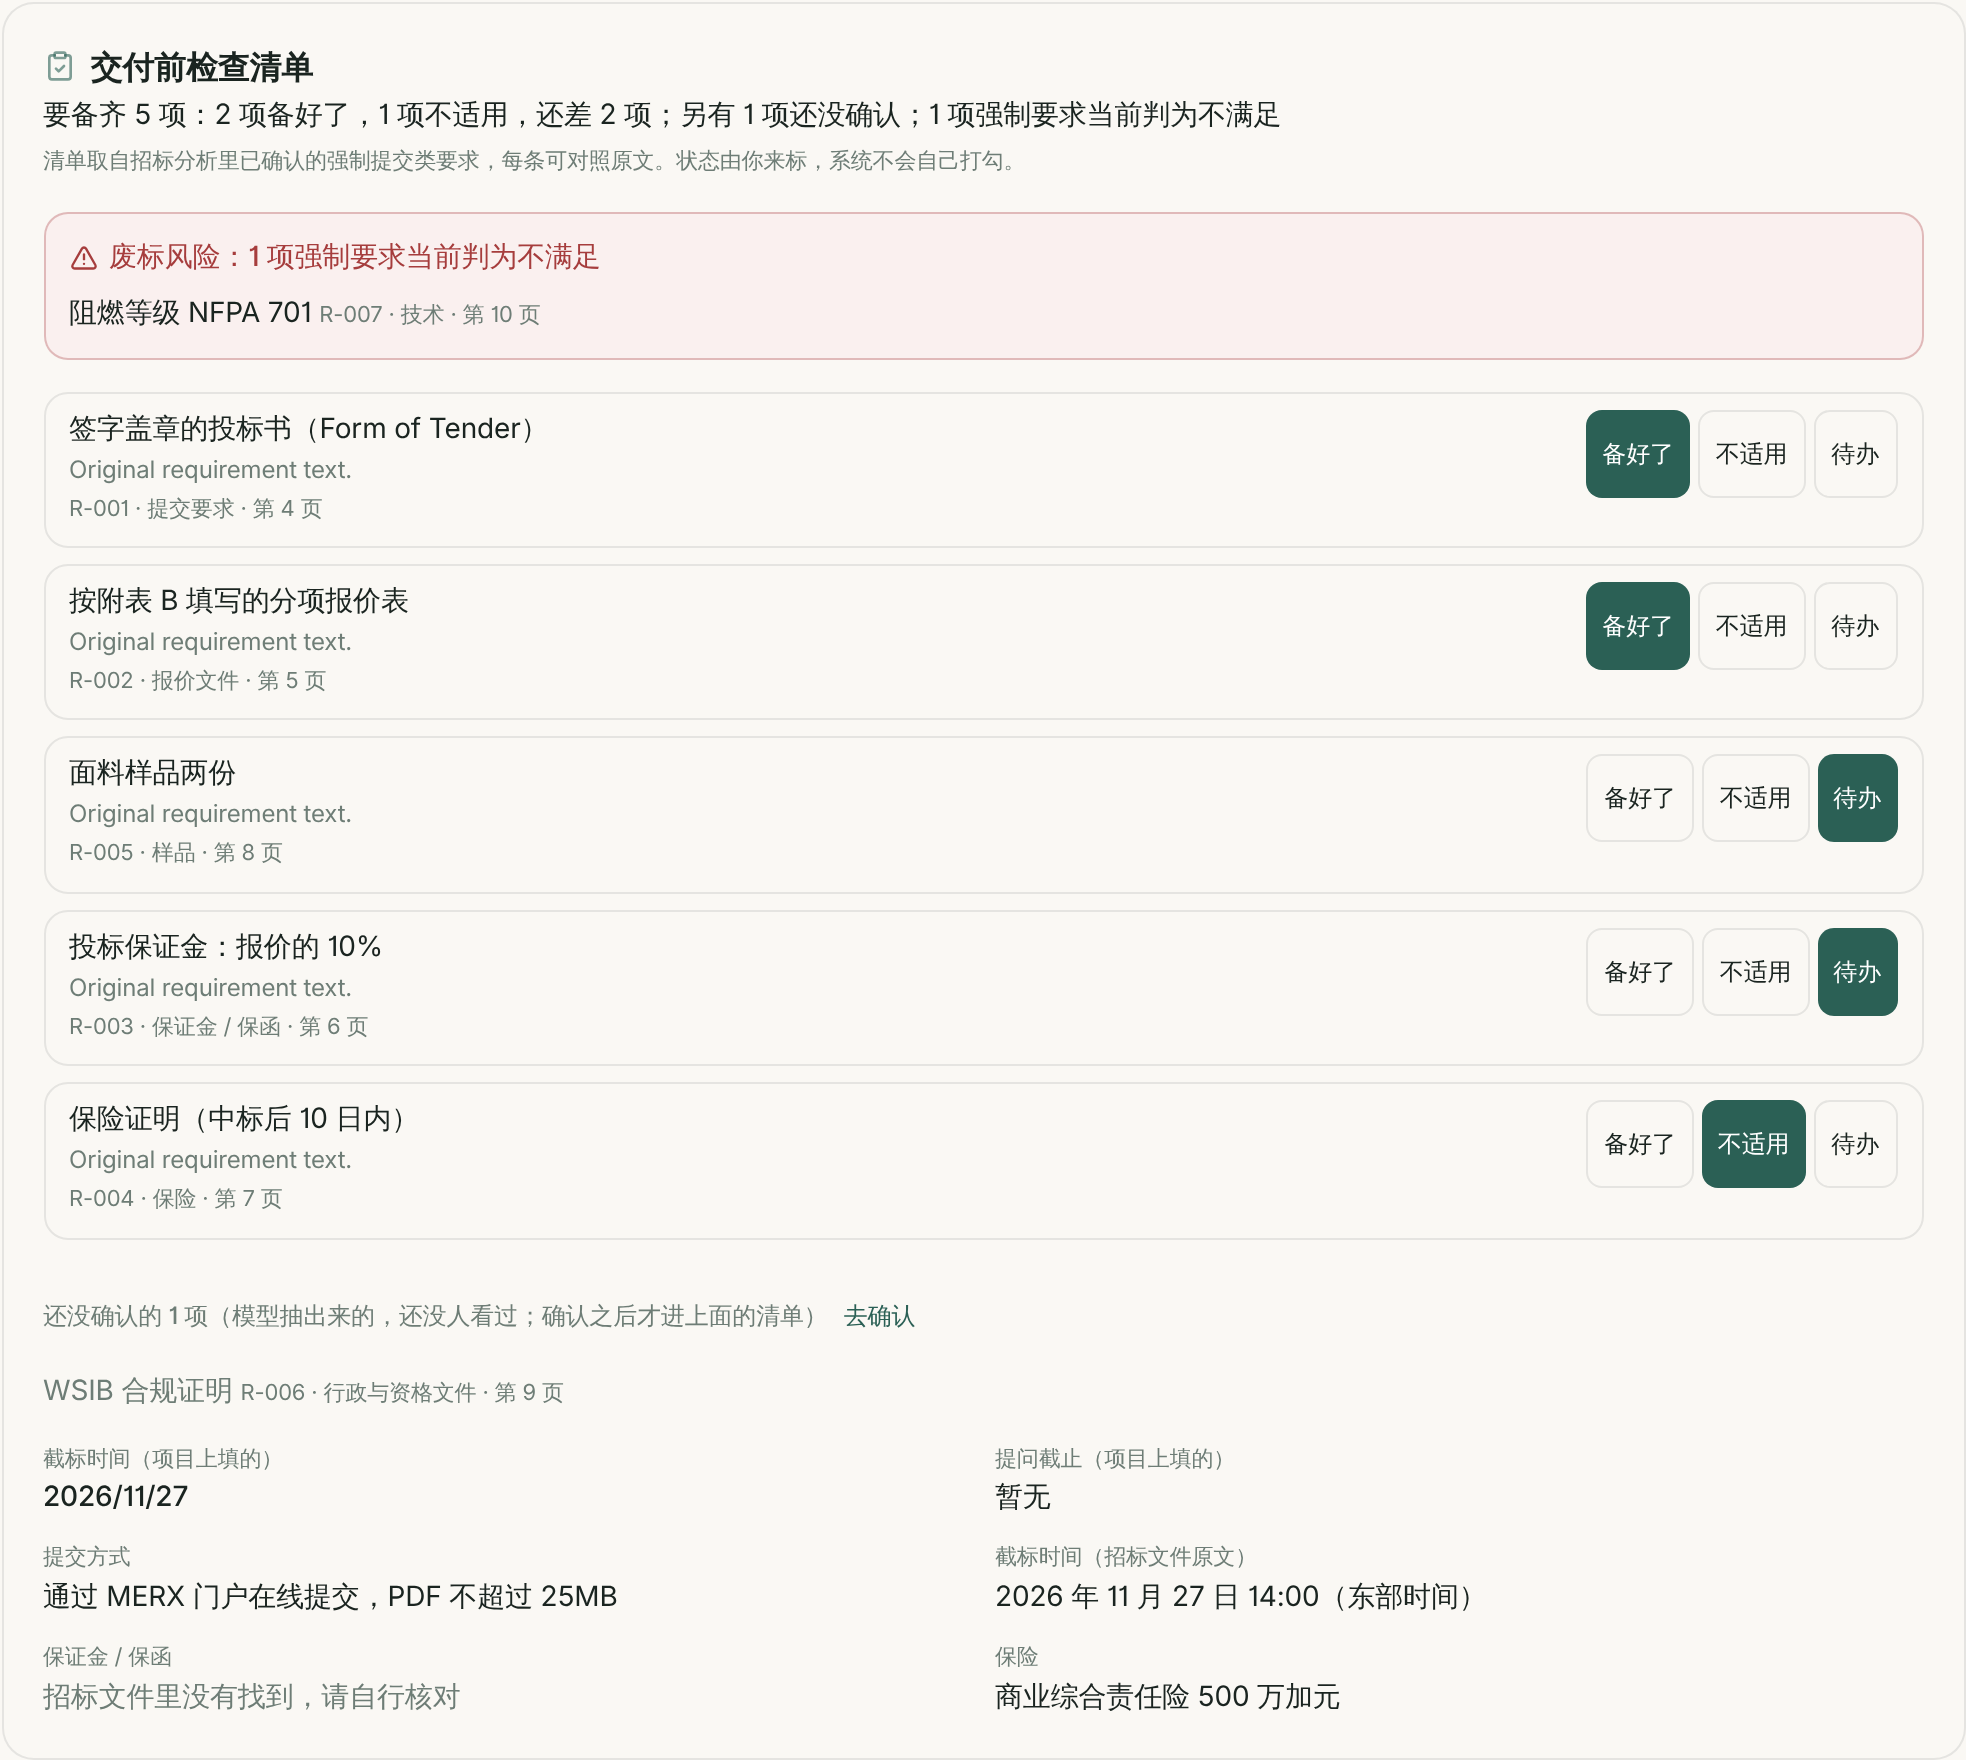 交付前检查清单
要备齐 5 项：2 项备好了，1 项不适用，还差 2 项；另有 1 项还没确认；1 项强制要求当前判为不满足
清单取自招标分析里已确认的强制提交类要求，每条可对照原文。状态由你来标，系统不会自己打勾。
废标风险：1 项强制要求当前判为不满足
阻燃等级 NFPA 701 R-007 · 技术 · 第 10 页
签字盖章的投标书（Form of Tender）
备好了 不适用 待办
Original requirement text.
R-001 · 提交要求 · 第 4 页
按附表 B 填写的分项报价表
备好了 不适用 待办
Original requirement text.
R-002 · 报价文件 · 第 5 页
面料样品两份
备好了 不适用 待办
Original requirement text.
R-005 · 样品 · 第 8 页
投标保证金：报价的 10%
备好了 不适用 待办
Original requirement text.
R-003 · 保证金 / 保函 · 第 6 页
保险证明（中标后 10 日内）
备好了 不适用 待办
Original requirement text.
R-004 · 保险 · 第 7 页
还没确认的 1 项（模型抽出来的，还没人看过；确认之后才进上面的清单） 去确认
WSIB 合规证明 R-006 · 行政与资格文件 · 第 9 页
截标时间（项目上填的）
2026/11/27
提问截止（项目上填的）
暂无
提交方式
通过 MERX 门户在线提交，PDF 不超过 25MB
截标时间（招标文件原文）
2026 年 11 月 27 日 14:00（东部时间）
保证金 / 保函
招标文件里没有找到，请自行核对
保险
商业综合责任险 500 万加元